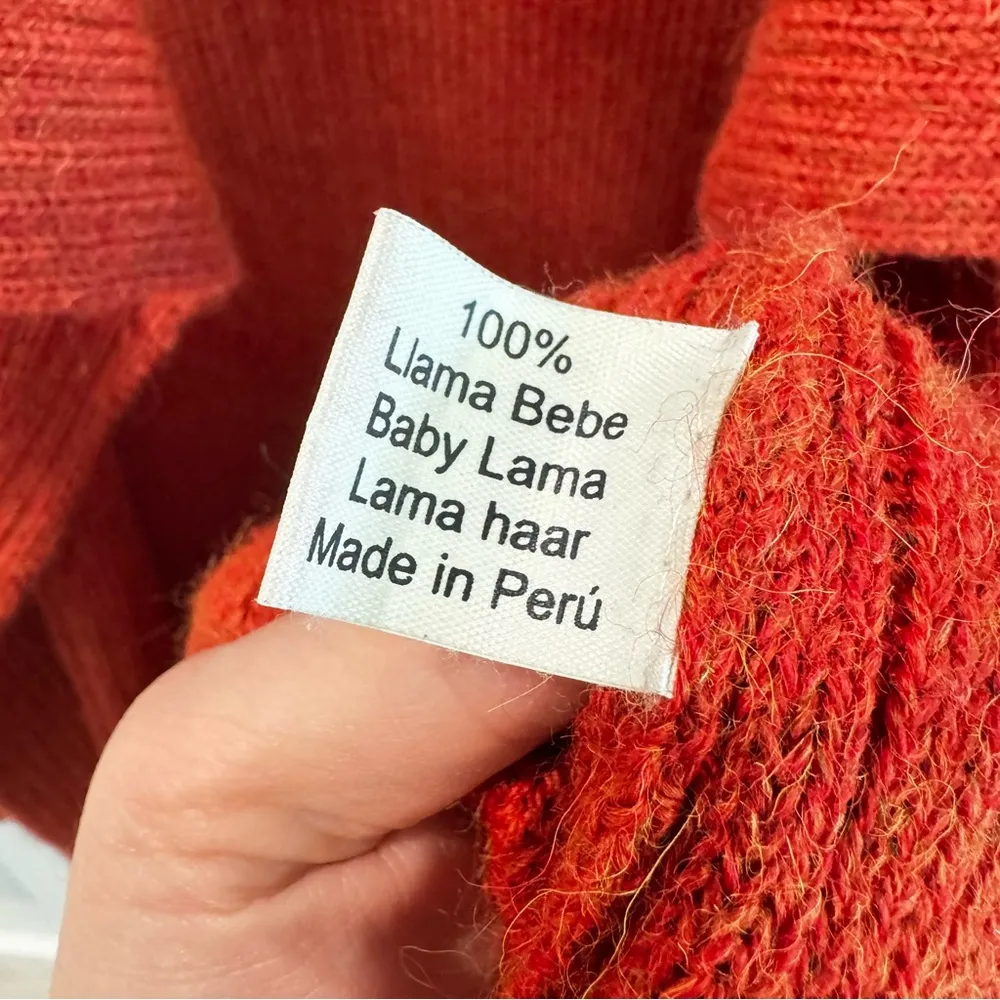 100%
Llama Bebe
Baby Lama
Lama haar
Made in Perú